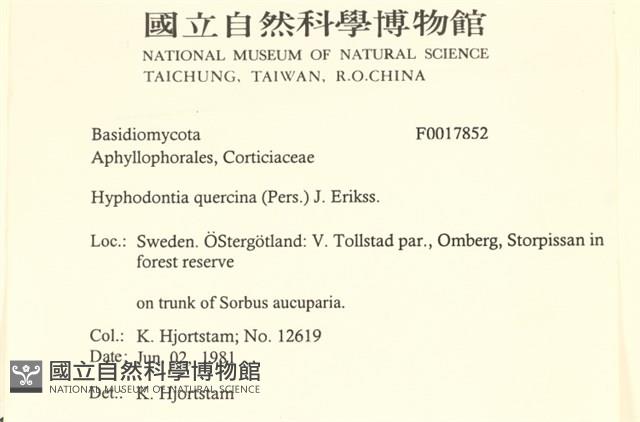 國立自然科學博物館
NATIONAL MUSEUM OF NATURAL SCIENCE
TAICHUNG, TAIWAN, R.O.CHINA
Basidiomycota F0017852
Aphyllophorales, Corticiaceae
Hyphodontia quercina (Pers.) J. Erikss.
Loc.: Sweden. ÖStergötland: V. Tollstad par., Omberg, Storpissan in
forest reserve
on trunk of Sorbus aucuparia.
Col.: K. Hjortstam; No. 12619
Date: Jun. 02, 1981
國立自然科學博物館
NATIONAL MUSEUM OF NATURAL SCIENCE
Det.: K. Hjortstam